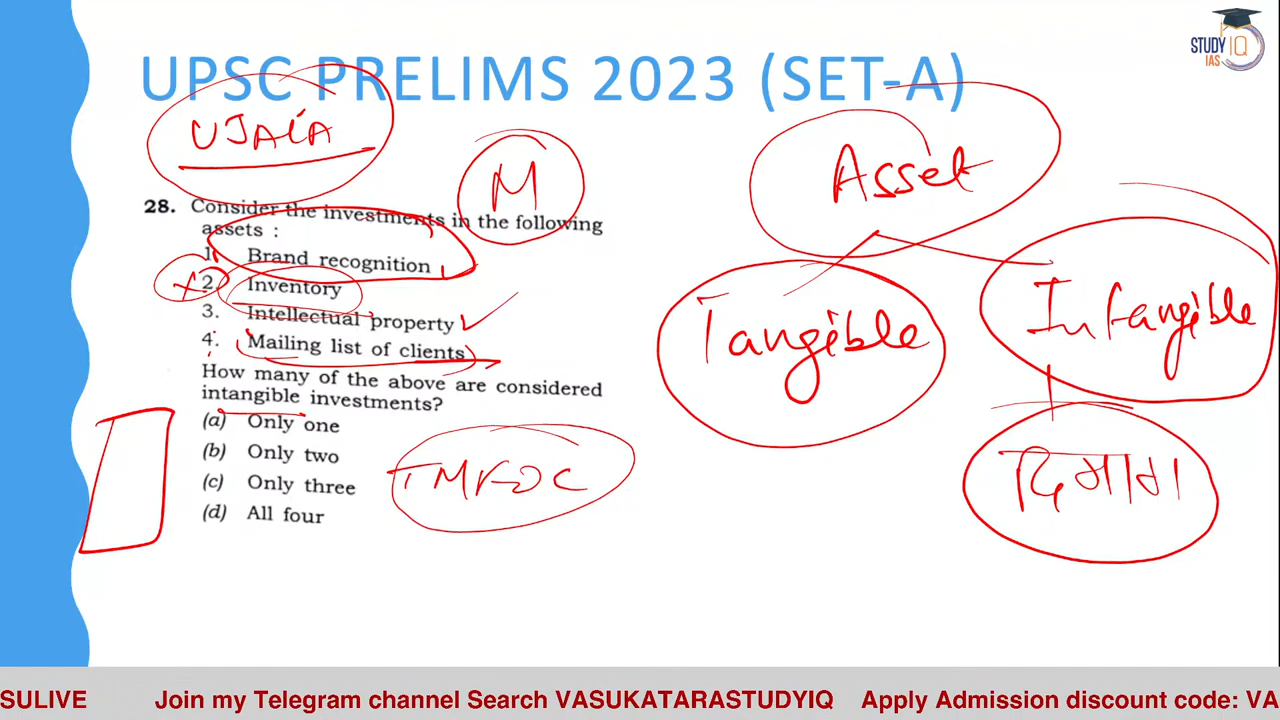 STUDY IQ
IAS
UPSC PRELIMS 2023 (SET-A)
UJALA
M
Asset
28. Consider the investments in the following
assets :
1. Brand recognition
2. Inventory
3. Intellectual property
4. Mailing list of clients
How many of the above are considered
intangible investments?
(a) Only one
(b) Only two
(c) Only three
(d) All four
Tangible
Intangible
दिमाग
TMKOC
SULIVE Join my Telegram channel Search VASUKATARASTUDYIQ Apply Admission discount code: VA